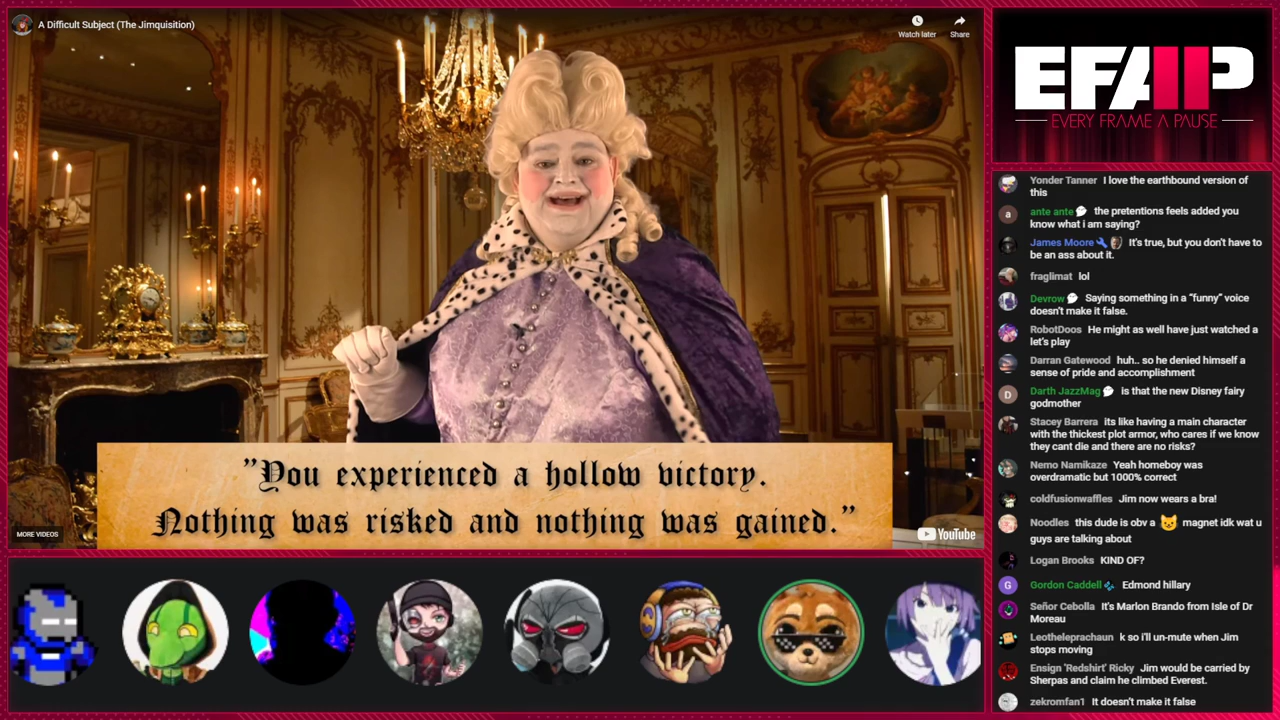 A Difficult Subject (The Jimquisition)
Watch later
Share
"You experienced a hollow victory.
Nothing was risked and nothing was gained."
MORE VIDEOS
YouTube
EFAP
EVERY FRAME A PAUSE
Yonder Tanner I love the earthbound version of
this
a
ante ante the pretentions feels added you
know what i am saying?
James Moore It's true, but you don't have to
be an ass about it.
fraglimat lol
Devrow Saying something in a "funny" voice
doesn't make it false.
RobotDoos He might as well have just watched a
let's play
Darran Gatewood huh.. so he denied himself a
sense of pride and accomplishment
D
Darth JazzMag is that the new Disney fairy
godmother
Stacey Barrera its like having a main character
with the thickest plot armor, who cares if we know
they cant die and there are no risks?
Nemo Namikaze Yeah homeboy was
overdramatic but 1000% correct
coldfusionwaffles Jim now wears a bra!
Noodles this dude is obv a 😺 magnet idk wat u
guys are talking about
Logan Brooks KIND OF?
G
Gordon Caddell Edmond hillary
Señor Cebolla It's Marlon Brando from Isle of Dr
Moreau
Leotheleprachaun k so i'll un-mute when Jim
stops moving
Ensign 'Redshirt' Ricky Jim would be carried by
Sherpas and claim he climbed Everest.
zekromfan1 It doesn't make it false